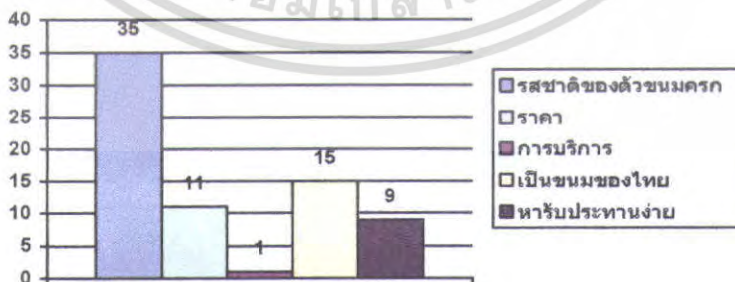 40
35
30
25
20
15
10
5
0
35
11
1
15
9
รสชาติของตัวขนมครก
ราคา
การบริการ
เป็นขนมของไทย
หารับประทานง่าย